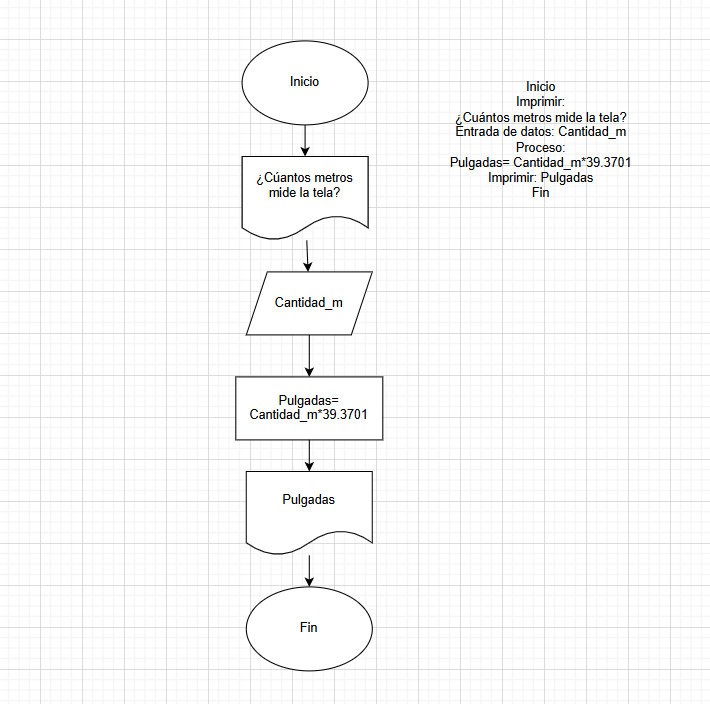 Inicio
¿Cúantos metros
mide la tela?
Cantidad_m
Pulgadas=
Cantidad_m*39.3701
Pulgadas
Fin
Inicio
Imprimir:
¿Cuántos metros mide la tela?
Entrada de datos: Cantidad_m
Proceso:
Pulgadas= Cantidad_m*39.3701
Imprimir: Pulgadas
Fin